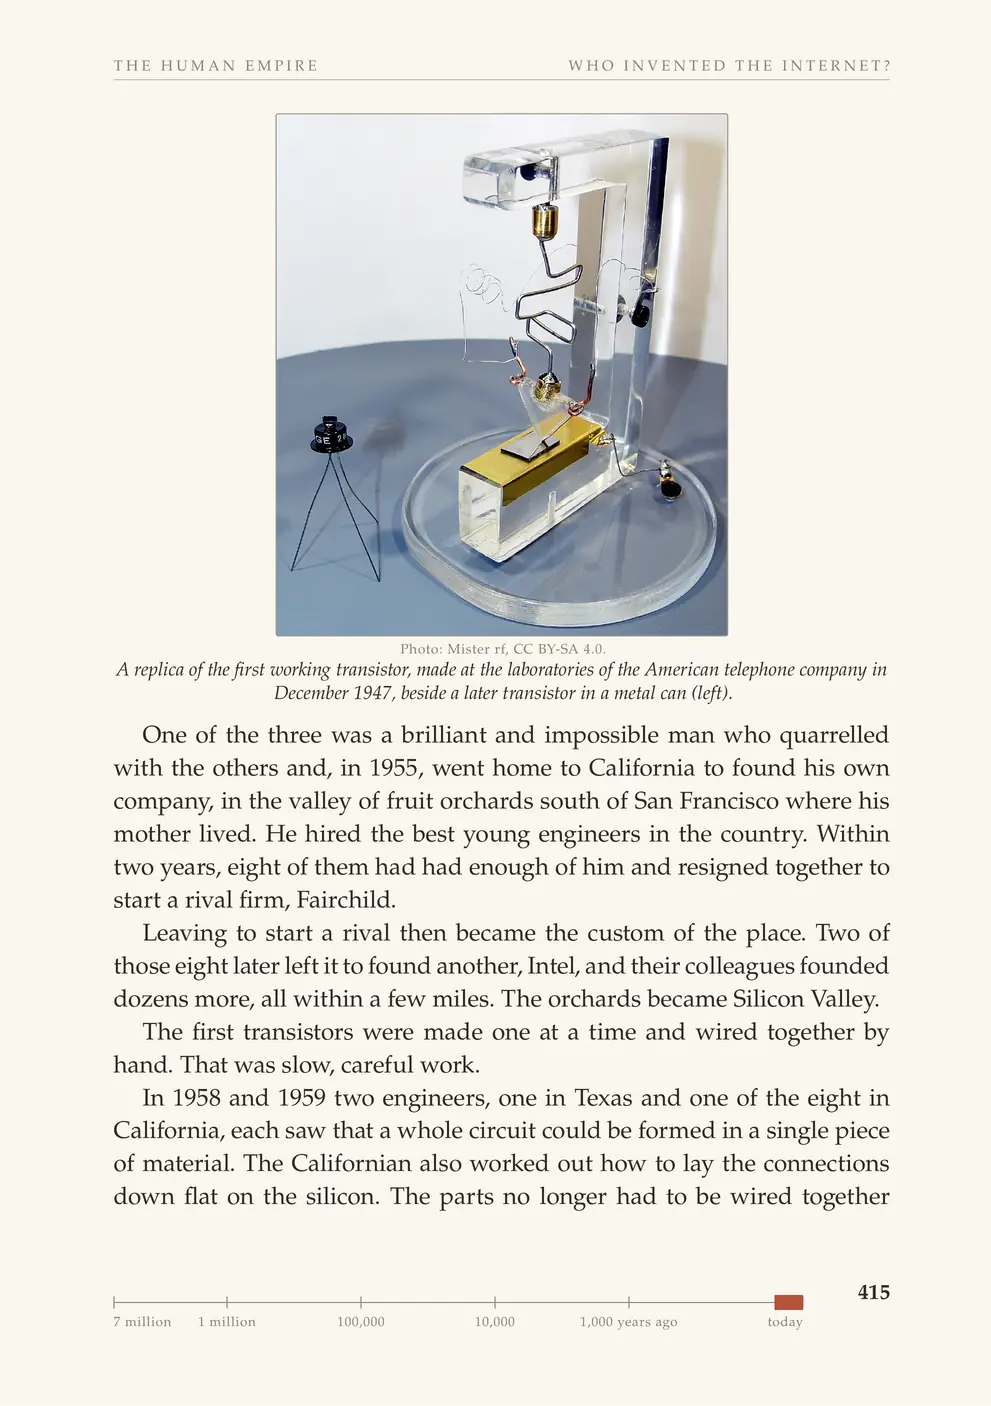 THE HUMAN EMPIRE
WHO INVENTED THE INTERNET?
GE 2
Photo: Mister rf, CC BY-SA 4.0.
A replica of the first working transistor, made at the laboratories of the American telephone company in
December 1947, beside a later transistor in a metal can (left).
One of the three was a brilliant and impossible man who quarrelled
with the others and, in 1955, went home to California to found his own
company, in the valley of fruit orchards south of San Francisco where his
mother lived. He hired the best young engineers in the country. Within
two years, eight of them had had enough of him and resigned together to
start a rival firm, Fairchild.
Leaving to start a rival then became the custom of the place. Two of
those eight later left it to found another, Intel, and their colleagues founded
dozens more, all within a few miles. The orchards became Silicon Valley.
The first transistors were made one at a time and wired together by
hand. That was slow, careful work.
In 1958 and 1959 two engineers, one in Texas and one of the eight in
California, each saw that a whole circuit could be formed in a single piece
of material. The Californian also worked out how to lay the connections
down flat on the silicon. The parts no longer had to be wired together
415
7 million 1 million 100,000 10,000 1,000 years ago today